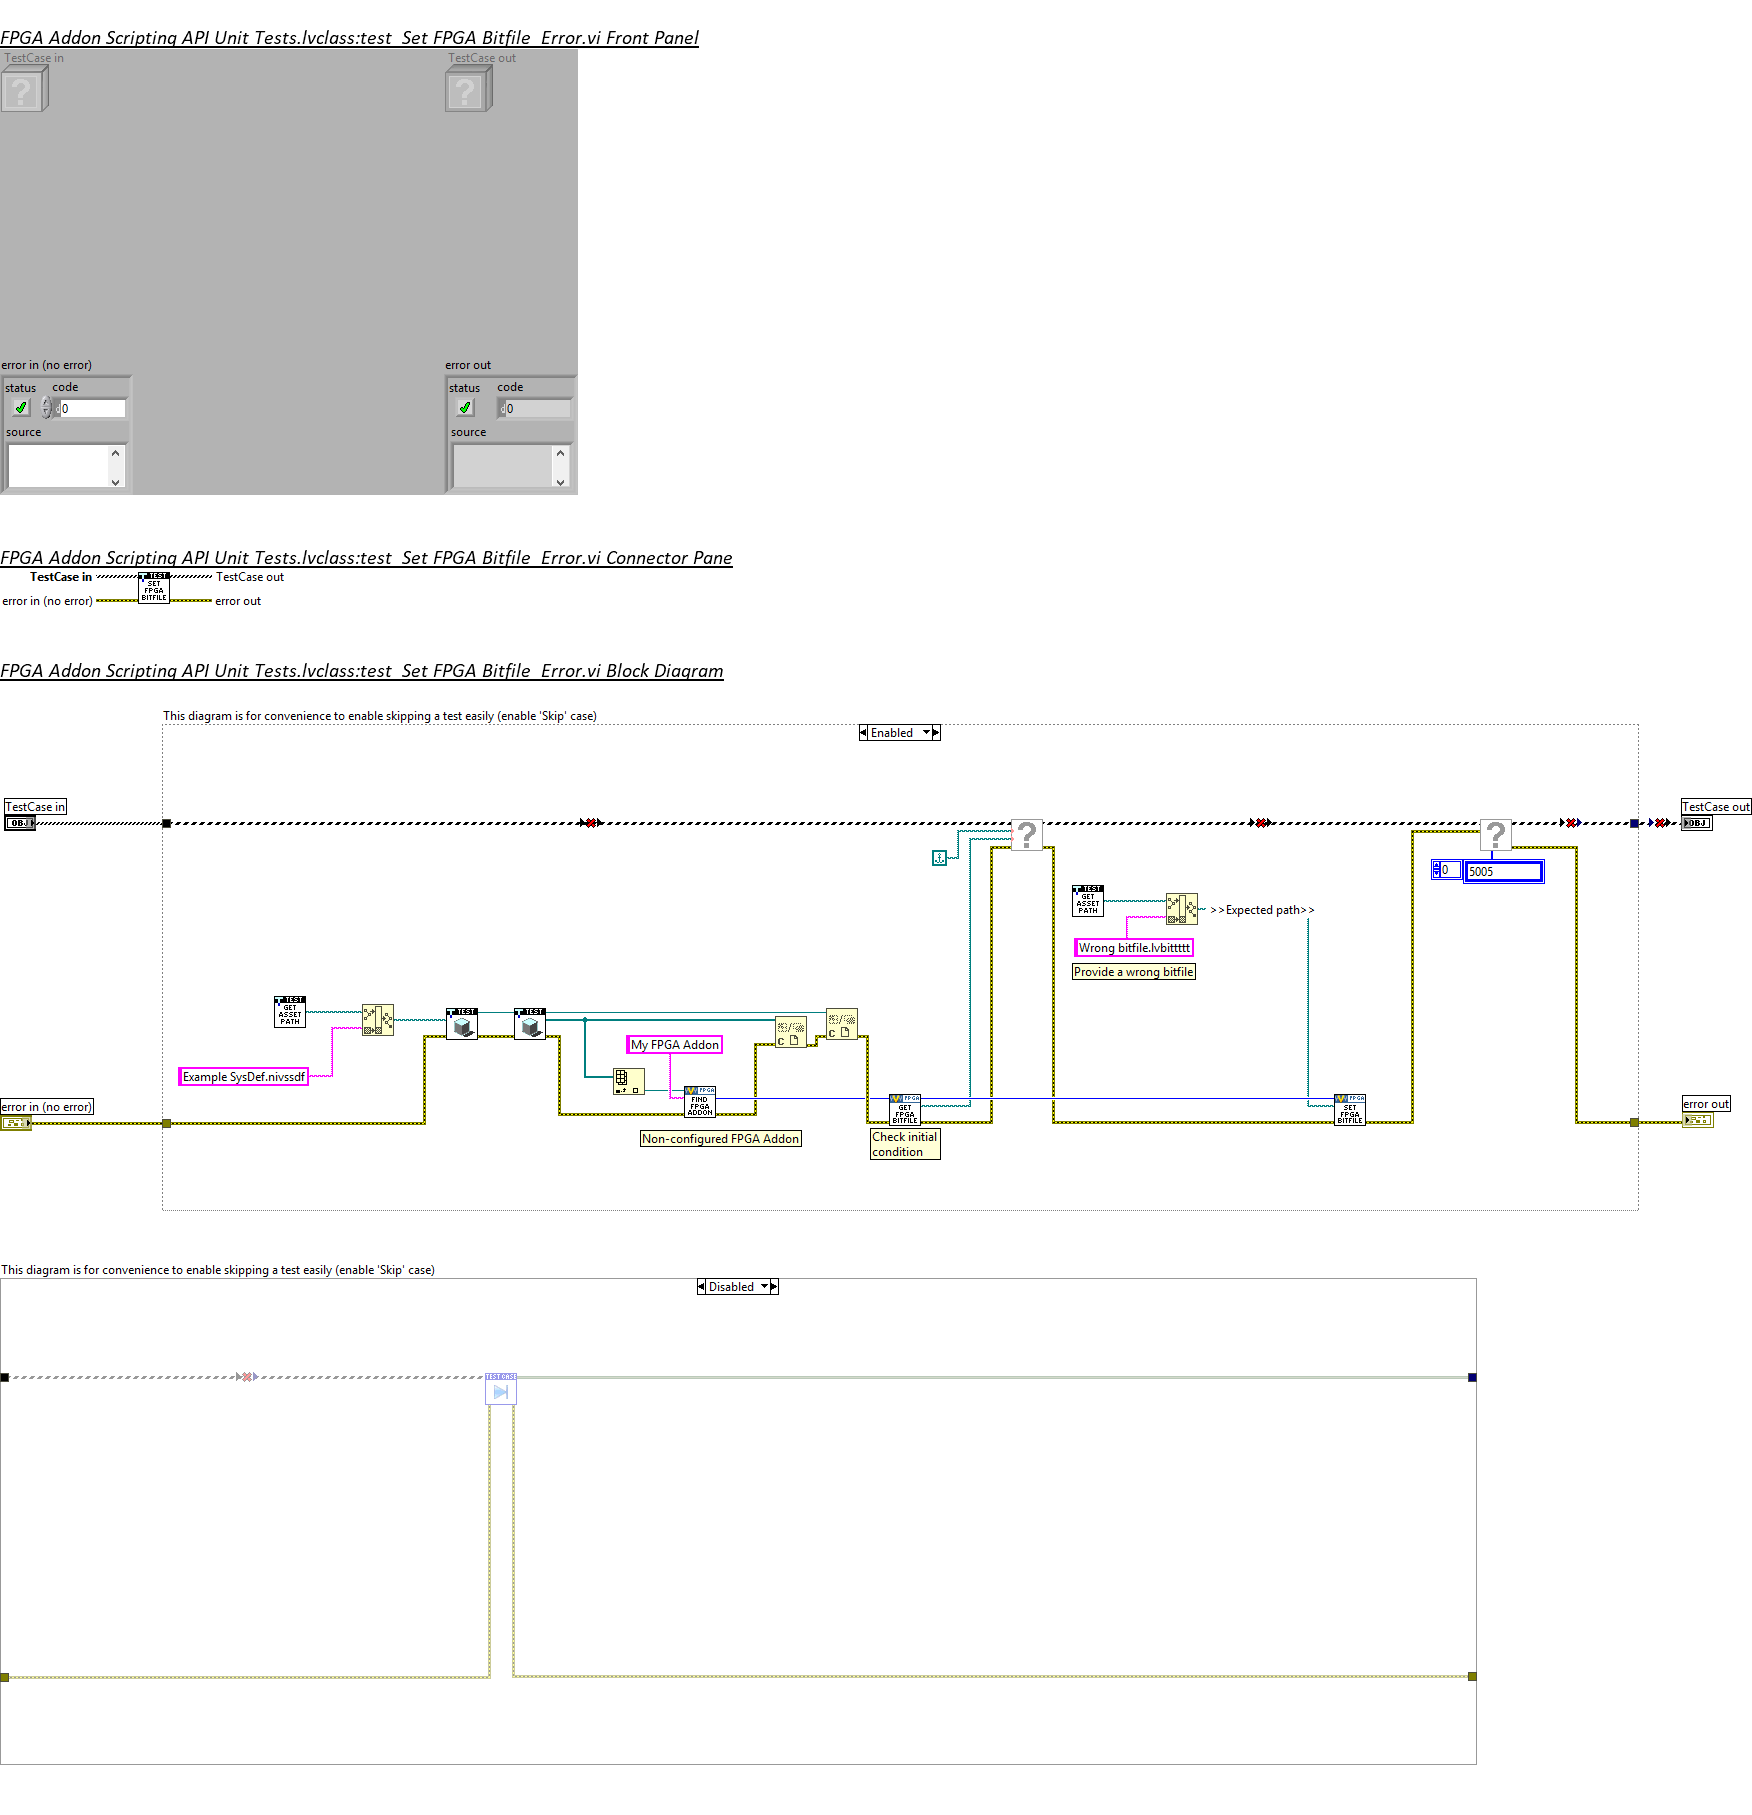 FPGA Addon Scripting API Unit Tests.lvclass:test_Set FPGA Bitfile_Error.vi Front Panel
TestCase in
TestCase out
error in (no error)
error out
status code
status code
d0
d0
source
source
FPGA Addon Scripting API Unit Tests.lvclass:test_Set FPGA Bitfile_Error.vi Connector Pane
TestCase in
TEST
SET
FPGA
BITFILE
TestCase out
error in (no error)
error out
FPGA Addon Scripting API Unit Tests.lvclass:test_Set FPGA Bitfile_Error.vi Block Diagram
This diagram is for convenience to enable skipping a test easily (enable 'Skip' case)
Enabled
TestCase in
OBJ
TestCase out
OBJ
?
?
0
5005
TEST
GET
ASSET
PATH
>>Expected path>>
Wrong bitfile.lvbittttt
Provide a wrong bitfile
TEST
GET
ASSET
PATH
TEST
TEST
C
C
My FPGA Addon
Example SysDef.nivssdf
FPGA
FIND
FPGA
ADDON
FPGA
GET
FPGA
BITFILE
FPGA
SET
FPGA
BITFILE
error in (no error)
error out
Non-configured FPGA Addon
Check initial
condition
This diagram is for convenience to enable skipping a test easily (enable 'Skip' case)
Disabled
TEST CASE